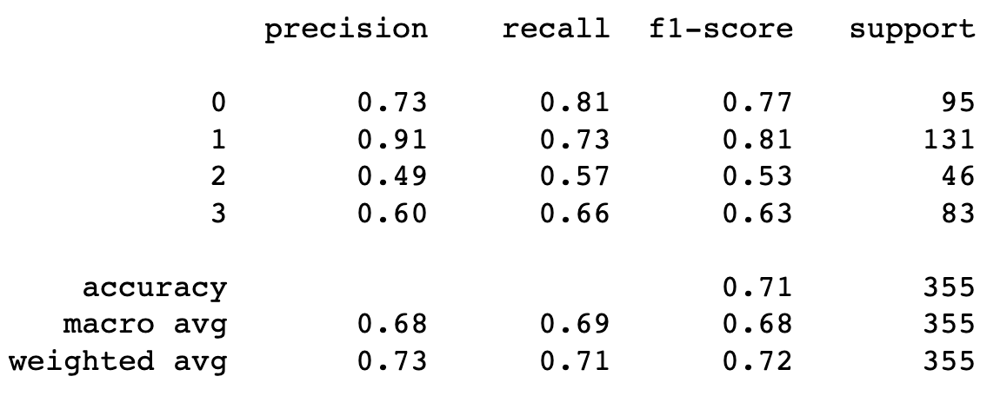 precision recall f1-score support
0 0.73 0.81 0.77 95
1 0.91 0.73 0.81 131
2 0.49 0.57 0.53 46
3 0.60 0.66 0.63 83
accuracy 0.71 355
macro avg 0.68 0.69 0.68 355
weighted avg 0.73 0.71 0.72 355